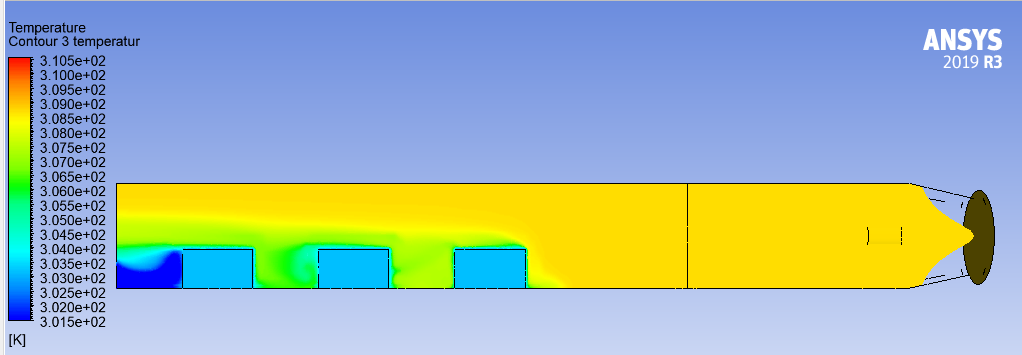 Temperature
Contour 3 temperatur
3.105e+02
3.100e+02
3.095e+02
3.090e+02
3.085e+02
3.080e+02
3.075e+02
3.070e+02
3.065e+02
3.060e+02
3.055e+02
3.050e+02
3.045e+02
3.040e+02
3.035e+02
3.030e+02
3.025e+02
3.020e+02
3.015e+02
[K]
ANSYS
2019 R3